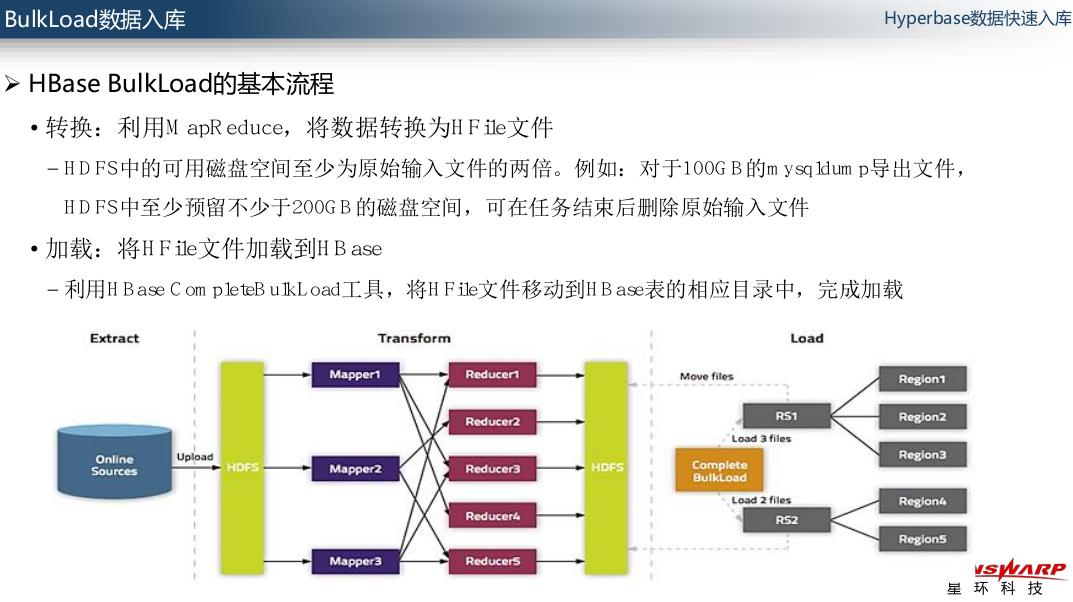 BulkLoad数据入库
Hyperbase数据快速入库
HBase BulkLoad的基本流程
• 转换：利用MapReduce，将数据转换为HFile文件
– HDFS中的可用磁盘空间至少为原始输入文件的两倍。例如：对于100GB的mysqldump导出文件，
HDFS中至少预留不少于200GB的磁盘空间，可在任务结束后删除原始输入文件
• 加载：将HFile文件加载到HBase
– 利用HBase CompleteBulkLoad工具，将HFile文件移动到HBase表的相应目录中，完成加载
Extract
Transform
Load
Online
Sources
Upload
HDFS
Mapper1
Mapper2
Mapper3
Reducer1
Reducer2
Reducer3
Reducer4
Reducer5
HDFS
Move files
Complete
BulkLoad
Load 3 files
Load 2 files
RS1
RS2
Region1
Region2
Region3
Region4
Region5
NSWARP
星环科技